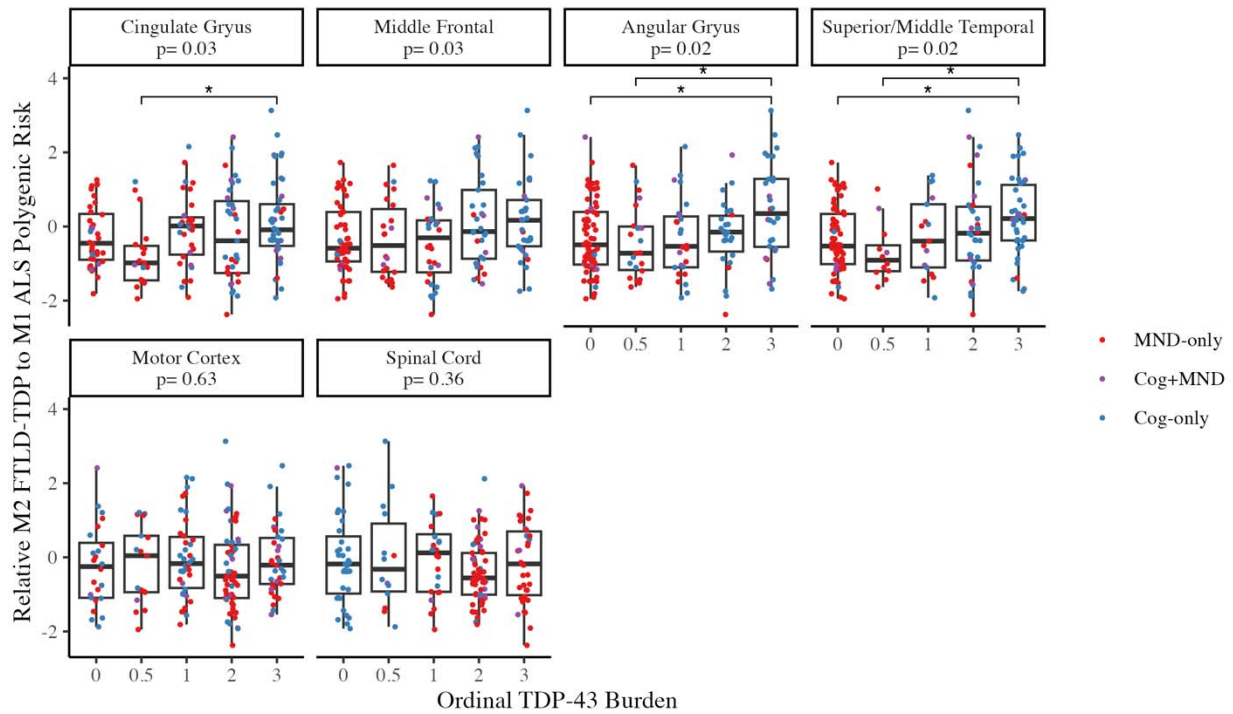 Cingulate Gryus
p= 0.03
Middle Frontal
p= 0.03
Angular Gryus
p= 0.02
Superior/Middle Temporal
p= 0.02
*
*
*
*
*
4
2
0
-2
0 0.5 1 2 3
0 0.5 1 2 3
Motor Cortex
p= 0.63
Spinal Cord
p= 0.36
4
2
0
-2
0 0.5 1 2 3
0 0.5 1 2 3
Relative M2 FTLD-TDP to M1 ALS Polygenic Risk
Ordinal TDP-43 Burden
MND-only
Cog+MND
Cog-only